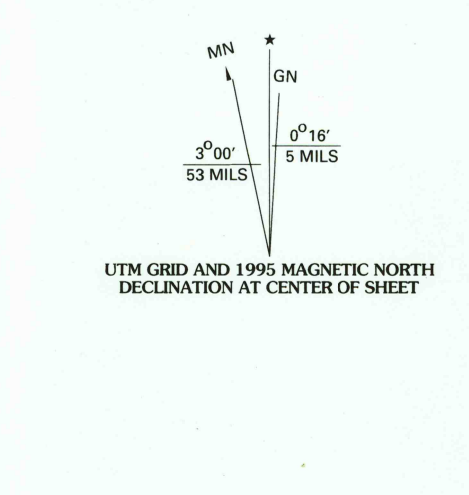 MN
★
GN
3°00′
53 MILS
0°16′
5 MILS
UTM GRID AND 1995 MAGNETIC NORTH
DECLINATION AT CENTER OF SHEET